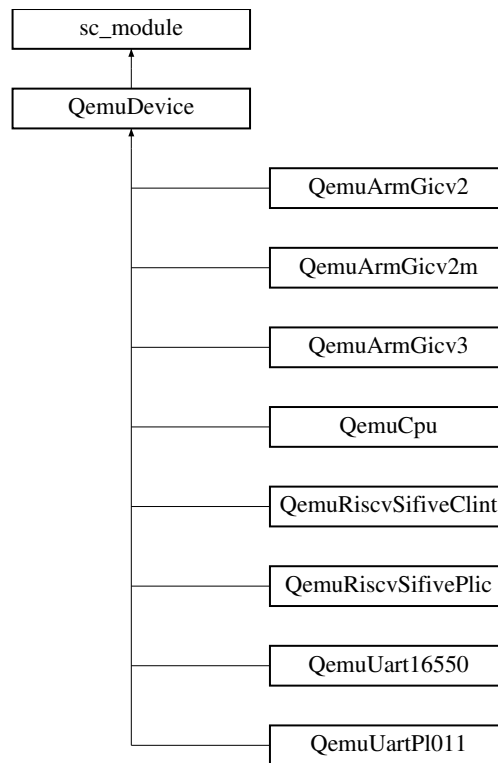 sc_module
QemuDevice
QemuArmGicv2
QemuArmGicv2m
QemuArmGicv3
QemuCpu
QemuRiscvSifiveClint
QemuRiscvSifivePlic
QemuUart16550
QemuUartPl011